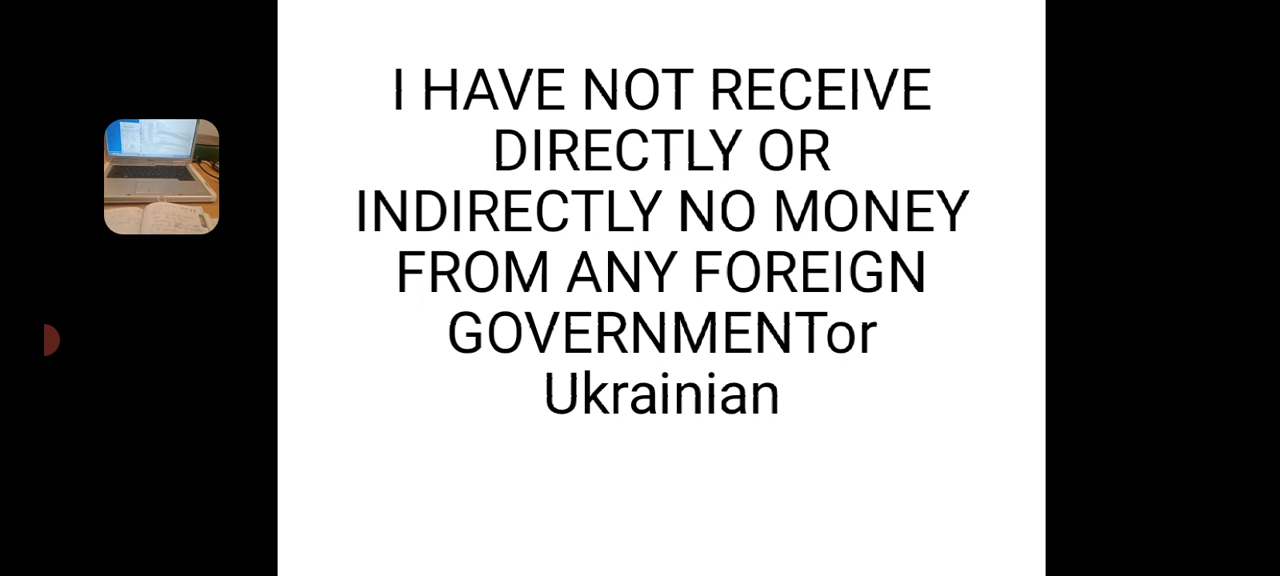 I HAVE NOT RECEIVE
DIRECTLY OR
INDIRECTLY NO MONEY
FROM ANY FOREIGN
GOVERNMENTor
Ukrainian